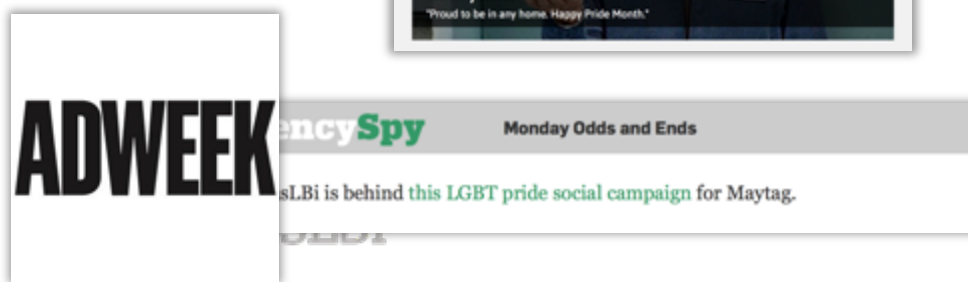 "Proud to be in any home. Happy Pride Month."
ADWEEK
encySpy
Monday Odds and Ends
sLBi is behind this LGBT pride social campaign for Maytag.